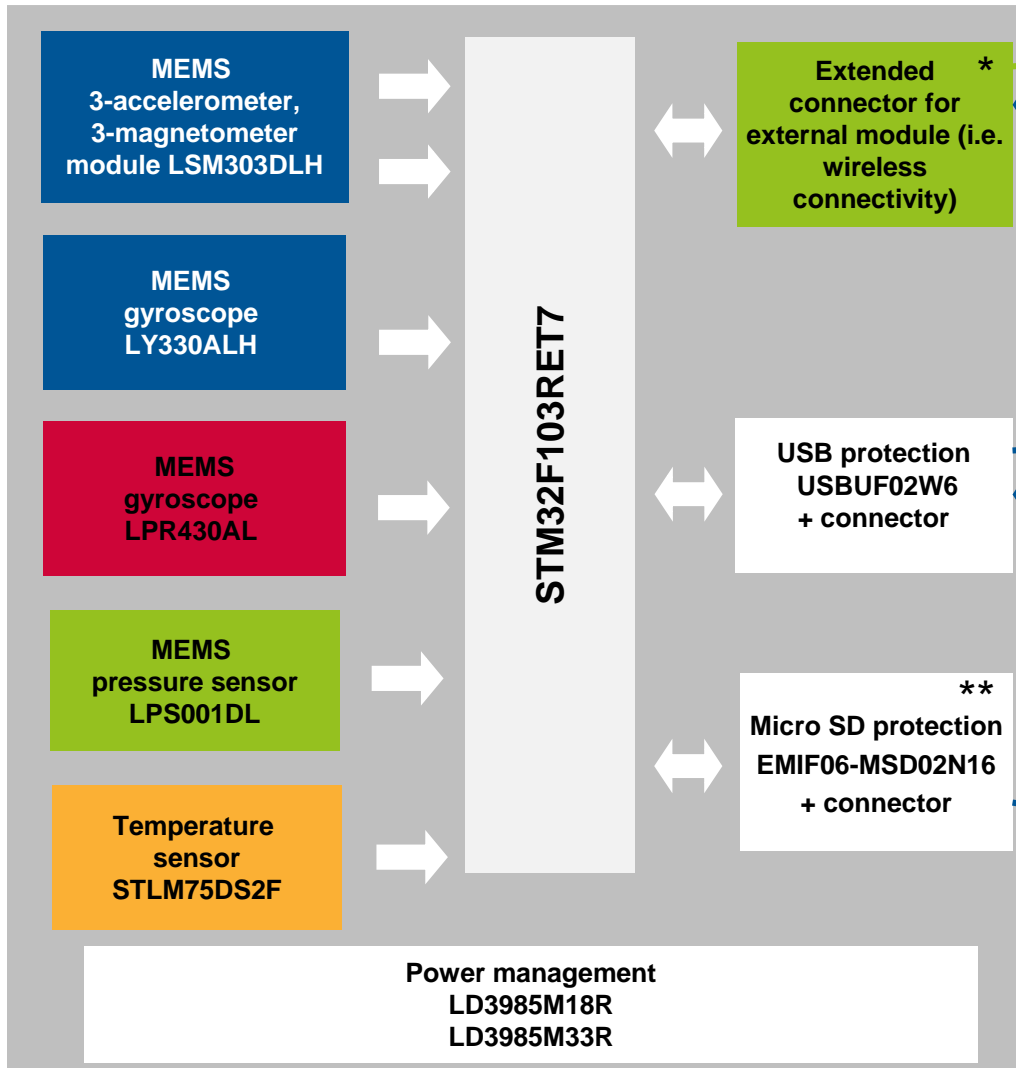 MEMS
3-accelerometer,
3-magnetometer
module LSM303DLH
MEMS
gyroscope
LY330ALH
MEMS
gyroscope
LPR430AL
MEMS
pressure sensor
LPS001DL
Temperature
sensor
STLM75DS2F
STM32F103RET7
*
Extended
connector for
external module (i.e.
wireless
connectivity)
USB protection
USBUF02W6
+ connector
**
Micro SD protection
EMIF06-MSD02N16
+ connector
Power management
LD3985M18R
LD3985M33R